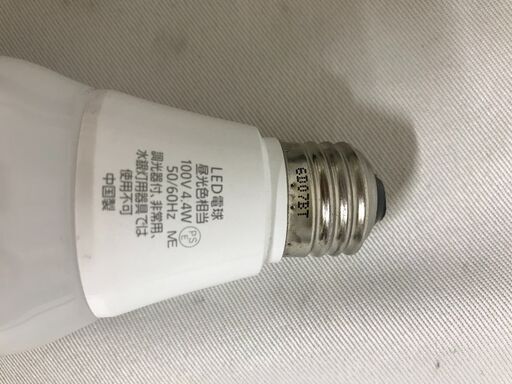 LED電球
昼光色相当
100V 4.4W
50/60Hz ME
調光器付、非常用、
水銀灯用器具では
使用不可
中国製
PS
E
6D07BT